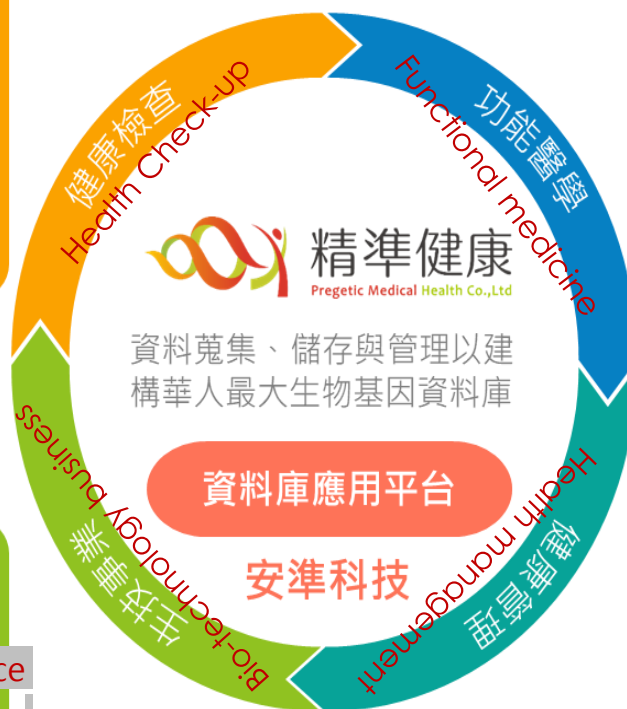 健康檢查
Health Check-up
功能醫學
Functional medicine
精準健康
Pregetic Medical Health Co.,Ltd
資料蒐集、儲存與管理以建
構華人最大生物基因資料庫
資料庫應用平台
安準科技
健康管理
Health management
生技事業
Bio-technology business
ce